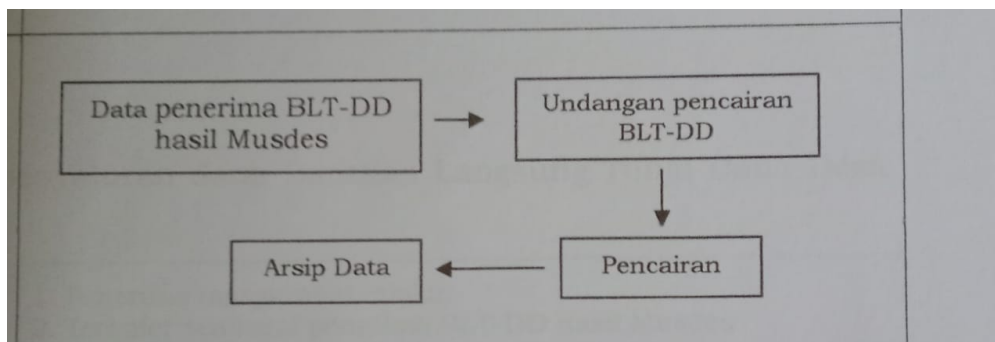 Data penerima BLT-DD
hasil Musdes
Undangan pencairan
BLT-DD
Pencairan
Arsip Data